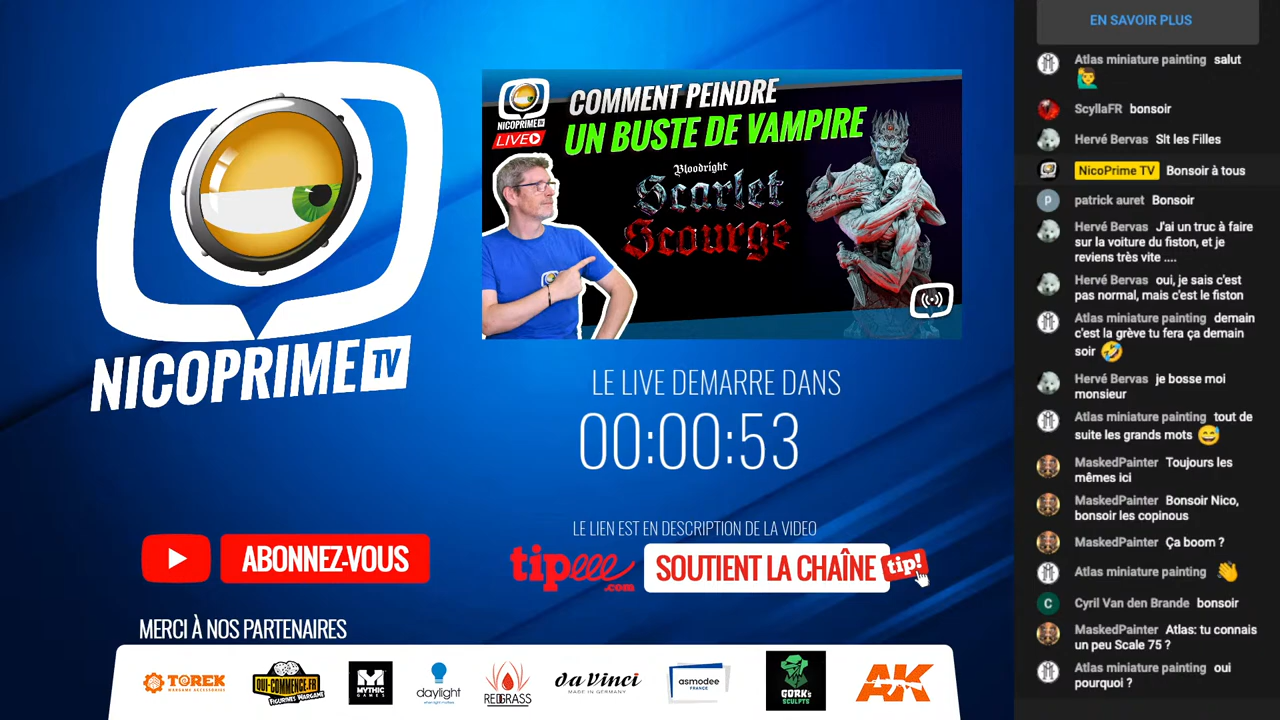 NICOPRIME TV
NICOPRIME TV
LIVE
COMMENT PEINDRE
UN BUSTE DE VAMPIRE
Bloodright
Scarlet
Scourge
LE LIVE DEMARRE DANS
00:00:53
ABONNEZ-VOUS
LE LIEN EST EN DESCRIPTION DE LA VIDEO
tipeee.com
SOUTIENT LA CHAÎNE
tip!
MERCI À NOS PARTENAIRES
TOREK
WARGAME ACCESSORIES
QUI-COMMENCE.FR
FIGURINES WARGAME
MYTHIC
GAMES
daylight
REDGRASS
da Vinci
MADE IN GERMANY
asmodee
FRANCE
GORK's
SCULPTS
AK
EN SAVOIR PLUS
Atlas miniature painting salut
🙋‍♂️
ScyllaFR bonsoir
Hervé Bervas Slt les Filles
NicoPrime TV Bonsoir à tous
p
patrick auret Bonsoir
Hervé Bervas J'ai un truc à faire
sur la voiture du fiston, et je
reviens très vite ....
Hervé Bervas oui, je sais c'est
pas normal, mais c'est le fiston
Atlas miniature painting demain
c'est la grève tu fera ça demain
soir 🤣
Hervé Bervas je bosse moi
monsieur
Atlas miniature painting tout de
suite les grands mots 😅
MaskedPainter Toujours les
mêmes ici
MaskedPainter Bonsoir Nico,
bonsoir les copinous
MaskedPainter Ça boom ?
Atlas miniature painting 👋
C
Cyril Van den Brande bonsoir
MaskedPainter Atlas: tu connais
un peu Scale 75 ?
Atlas miniature painting oui
pourquoi ?